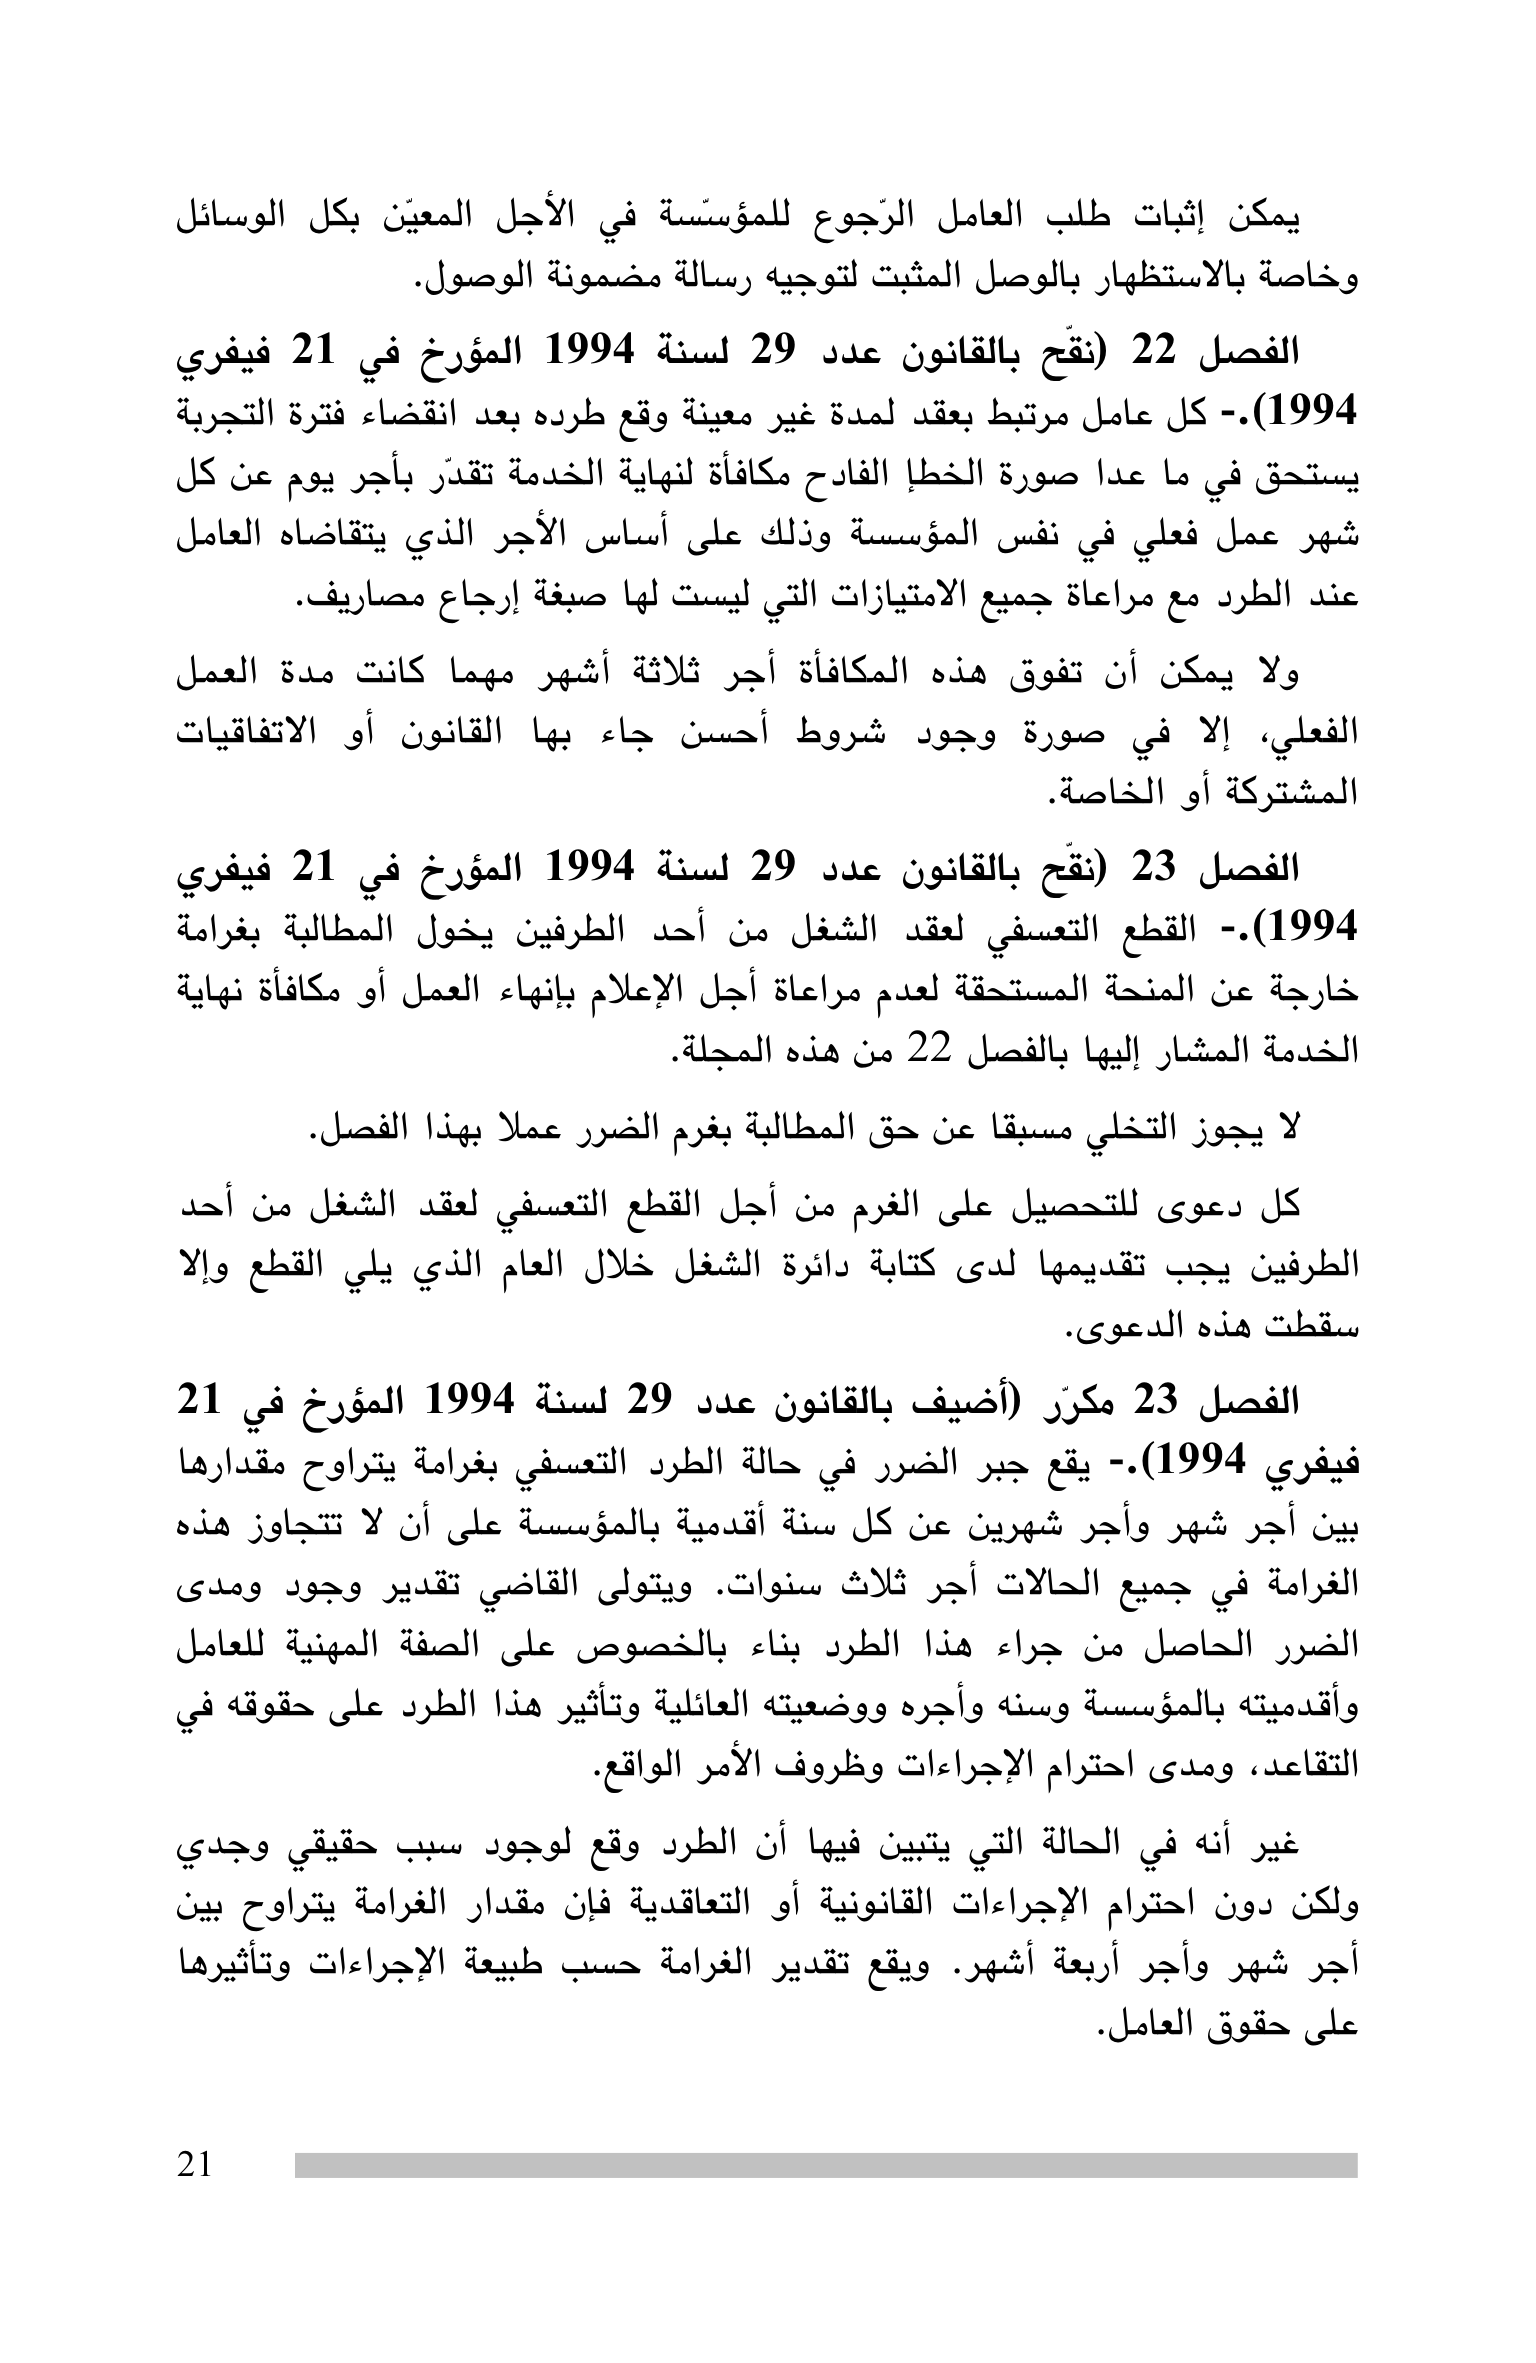 يمكن إثبات طلب العامل الرّجوع للمؤسّسة في الأجل المعيّن بكل الوسائل
وخاصة بالاستظهار بالوصل المثبت لتوجيه رسالة مضمونة الوصول.
الفصل 22 (نقّح بالقانون عدد 29 لسنة 1994 المؤرخ في 21 فيفري
1994).- كل عامل مرتبط بعقد لمدة غير معينة وقع طرده بعد انقضاء فترة التجربة
يستحق في ما عدا صورة الخطإ الفادح مكافأة لنهاية الخدمة تقدّر بأجر يوم عن كل
شهر عمل فعلي في نفس المؤسسة وذلك على أساس الأجر الذي يتقاضاه العامل
عند الطرد مع مراعاة جميع الامتيازات التي ليست لها صبغة إرجاع مصاريف.
ولا يمكن أن تفوق هذه المكافأة أجر ثلاثة أشهر مهما كانت مدة العمل
الفعلي، إلا في صورة وجود شروط أحسن جاء بها القانون أو الاتفاقيات
المشتركة أو الخاصة.
الفصل 23 (نقّح بالقانون عدد 29 لسنة 1994 المؤرخ في 21 فيفري
1994).- القطع التعسفي لعقد الشغل من أحد الطرفين يخول المطالبة بغرامة
خارجة عن المنحة المستحقة لعدم مراعاة أجل الإعلام بإنهاء العمل أو مكافأة نهاية
الخدمة المشار إليها بالفصل 22 من هذه المجلة.
لا يجوز التخلي مسبقا عن حق المطالبة بغرم الضرر عملا بهذا الفصل.
كل دعوى للتحصيل على الغرم من أجل القطع التعسفي لعقد الشغل من أحد
الطرفين يجب تقديمها لدى كتابة دائرة الشغل خلال العام الذي يلي القطع وإلا
سقطت هذه الدعوى.
الفصل 23 مكرّر (أضيف بالقانون عدد 29 لسنة 1994 المؤرخ في 21
فيفري 1994).- يقع جبر الضرر في حالة الطرد التعسفي بغرامة يتراوح مقدارها
بين أجر شهر وأجر شهرين عن كل سنة أقدمية بالمؤسسة على أن لا تتجاوز هذه
الغرامة في جميع الحالات أجر ثلاث سنوات. ويتولى القاضي تقدير وجود ومدى
الضرر الحاصل من جراء هذا الطرد بناء بالخصوص على الصفة المهنية للعامل
وأقدميته بالمؤسسة وسنه وأجره ووضعيته العائلية وتأثير هذا الطرد على حقوقه في
التقاعد، ومدى احترام الإجراءات وظروف الأمر الواقع.
غير أنه في الحالة التي يتبين فيها أن الطرد وقع لوجود سبب حقيقي وجدي
ولكن دون احترام الإجراءات القانونية أو التعاقدية فإن مقدار الغرامة يتراوح بين
أجر شهر وأجر أربعة أشهر. ويقع تقدير الغرامة حسب طبيعة الإجراءات وتأثيرها
على حقوق العامل.
21